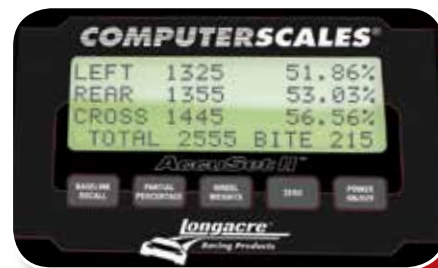 COMPUTERSCALES®
LEFT 1325 51.86%
REAR 1355 53.03%
CROSS 1445 56.56%
TOTAL 2555 BITE 215
AccuSet II™
BASELINE RECALL
PARTIAL PERCENTAGE
WHEEL WEIGHTS
ZERO
POWER ON/OFF
Longacre®
Racing Products